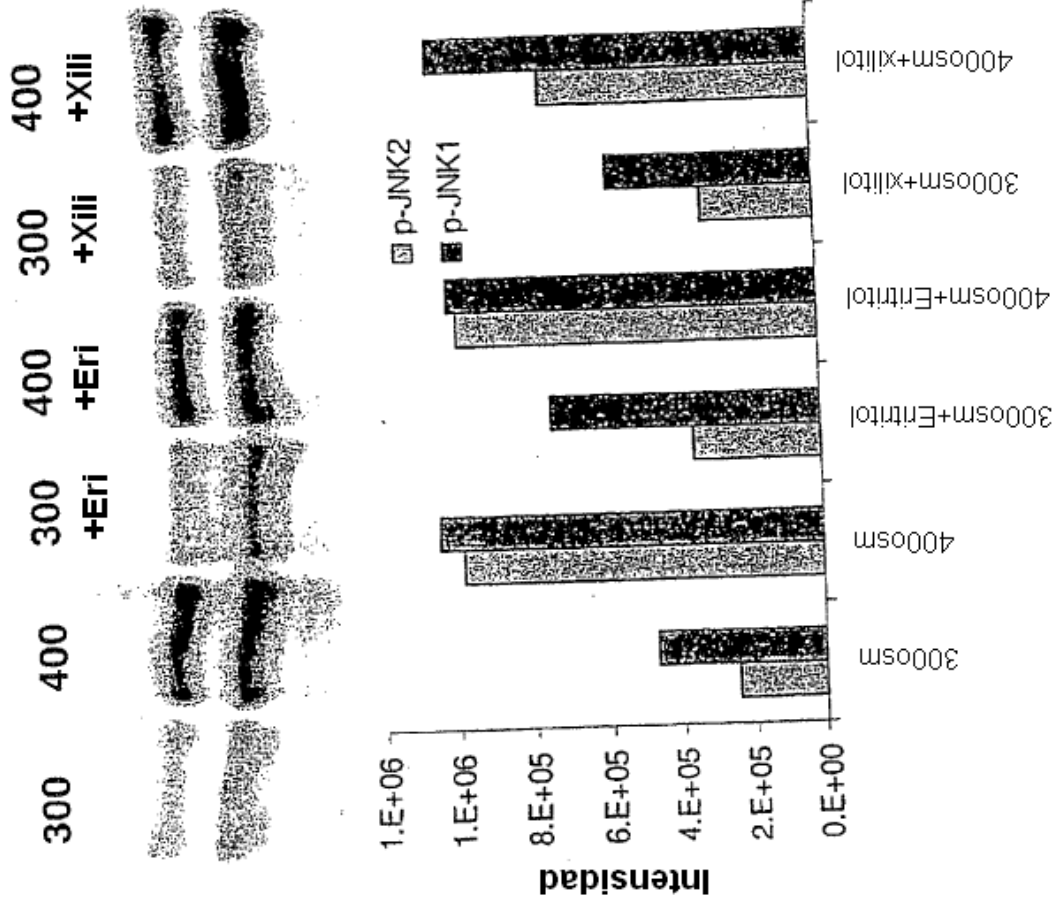 300
400
300
+Eri
400
+Eri
300
+Xili
400
+Xili
p-JNK2
p-JNK1
Intensidad
1.E+06
1.E+06
8.E+05
6.E+05
4.E+05
2.E+05
0.E+00
300osm
400osm
300osm+Eritritol
400osm+Eritritol
300osm+xilitol
400osm+xilitol